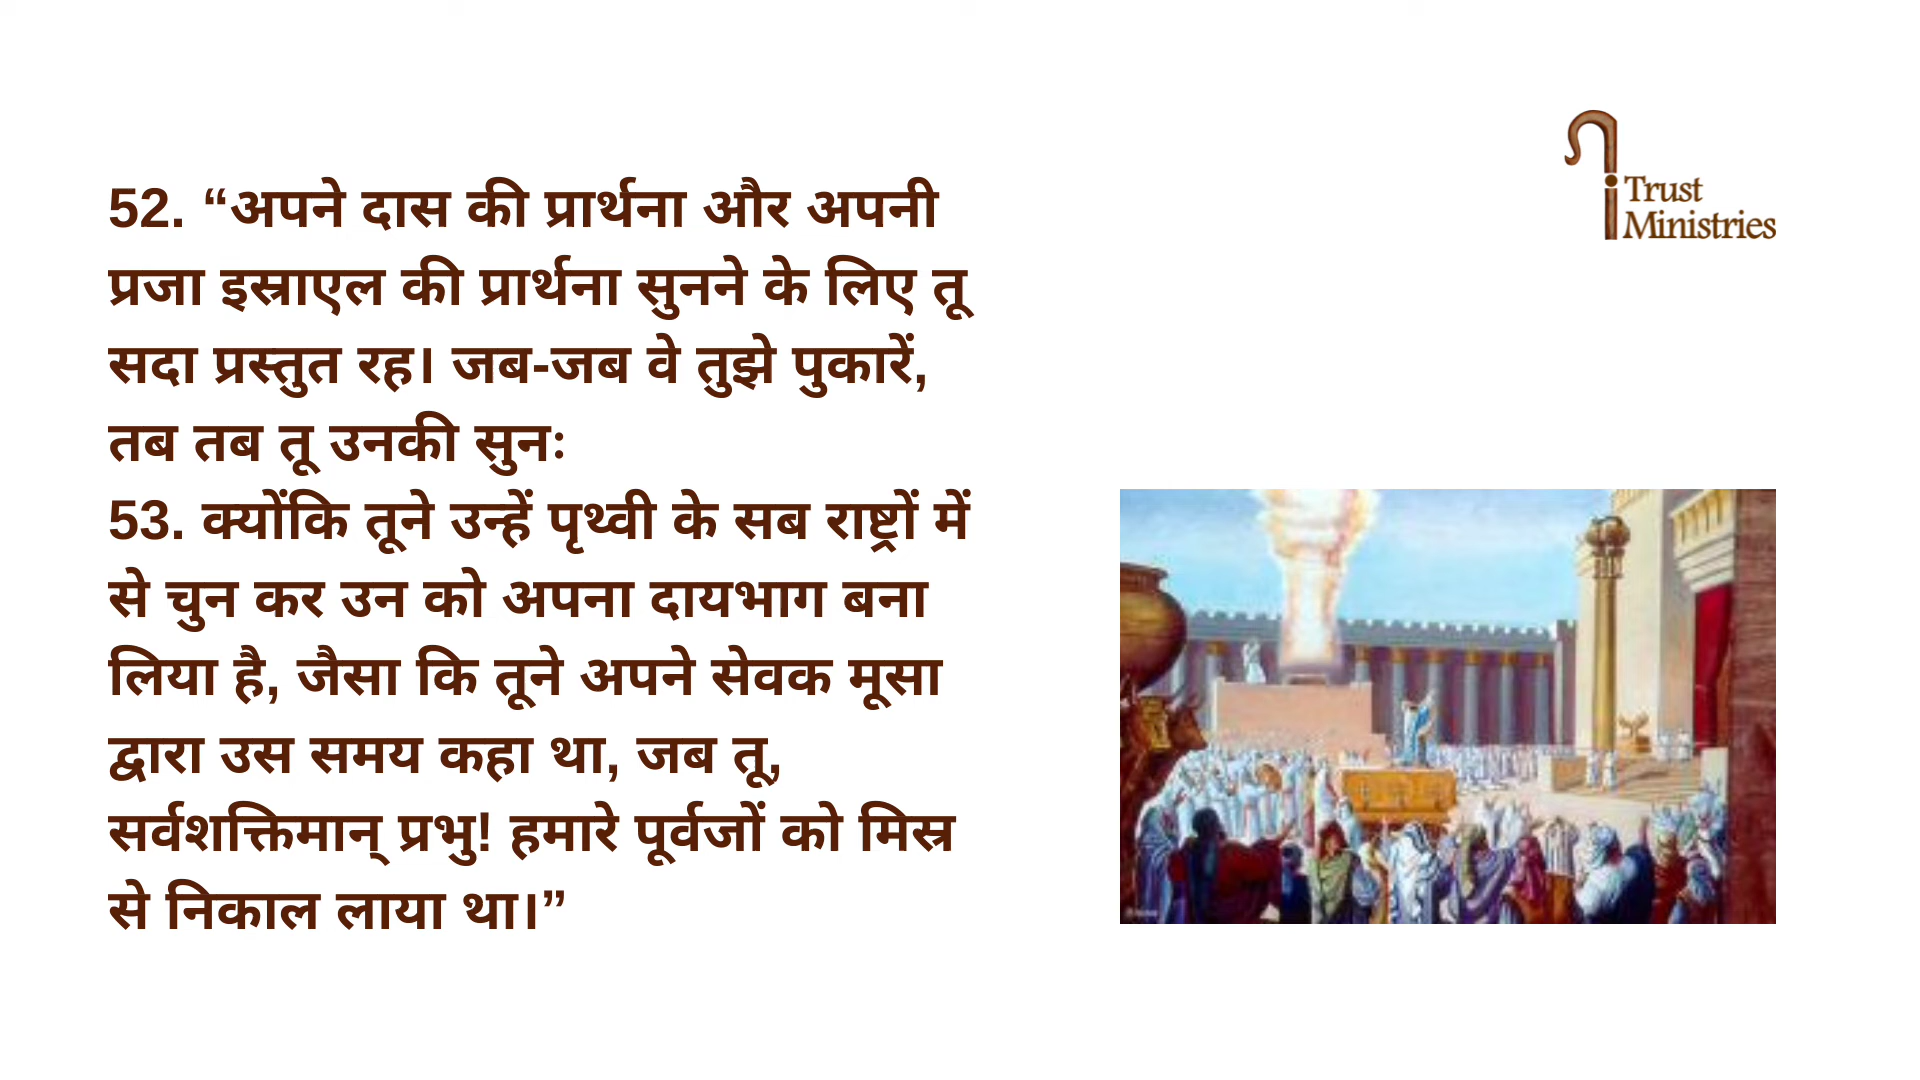 52. “अपने दास की प्रार्थना और अपनी
प्रजा इस्राएल की प्रार्थना सुनने के लिए तू
सदा प्रस्तुत रह। जब-जब वे तुझे पुकारें,
तब तब तू उनकी सुनः
53. क्योंकि तूने उन्हें पृथ्वी के सब राष्ट्रों में
से चुन कर उन को अपना दायभाग बना
लिया है, जैसा कि तूने अपने सेवक मूसा
द्वारा उस समय कहा था, जब तू,
सर्वशक्तिमान् प्रभु! हमारे पूर्वजों को मिस्र
से निकाल लाया था।”
i Trust
Ministries